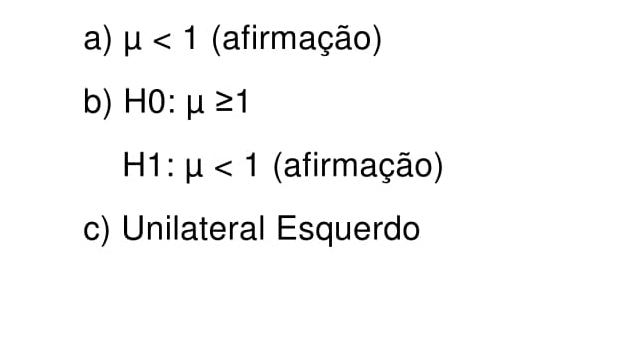 a) μ < 1 (afirmação)
b) H0: μ ≥1
H1: μ < 1 (afirmação)
c) Unilateral Esquerdo